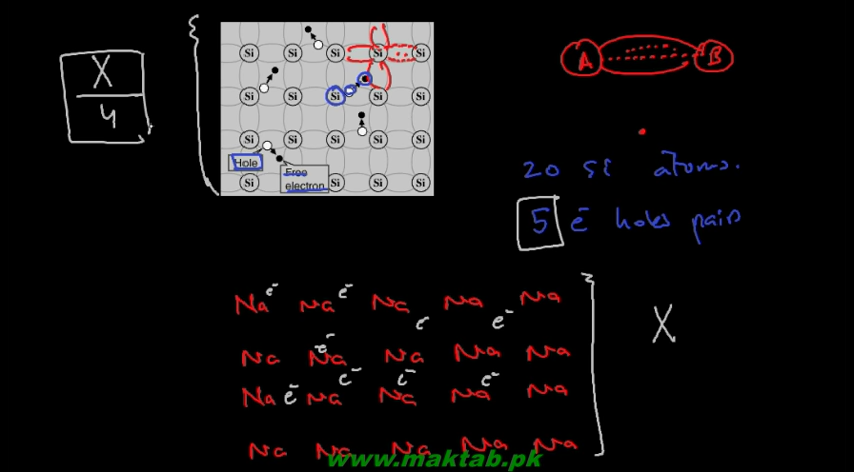 X
4
Si Si Si Si Si
Si Si Si Si Si
Si Si Si Si Si
Hole
Free
electron
Si Si Si Si
A B
20 si atoms.
5 e holes pairs
Na e- Na e- Na Na Na
e- e-
e-
Na Na Na Na Na
e- e- e-
Na e- Na Na Na Na
Na Na Na Na Na
X
www.maktab.pk